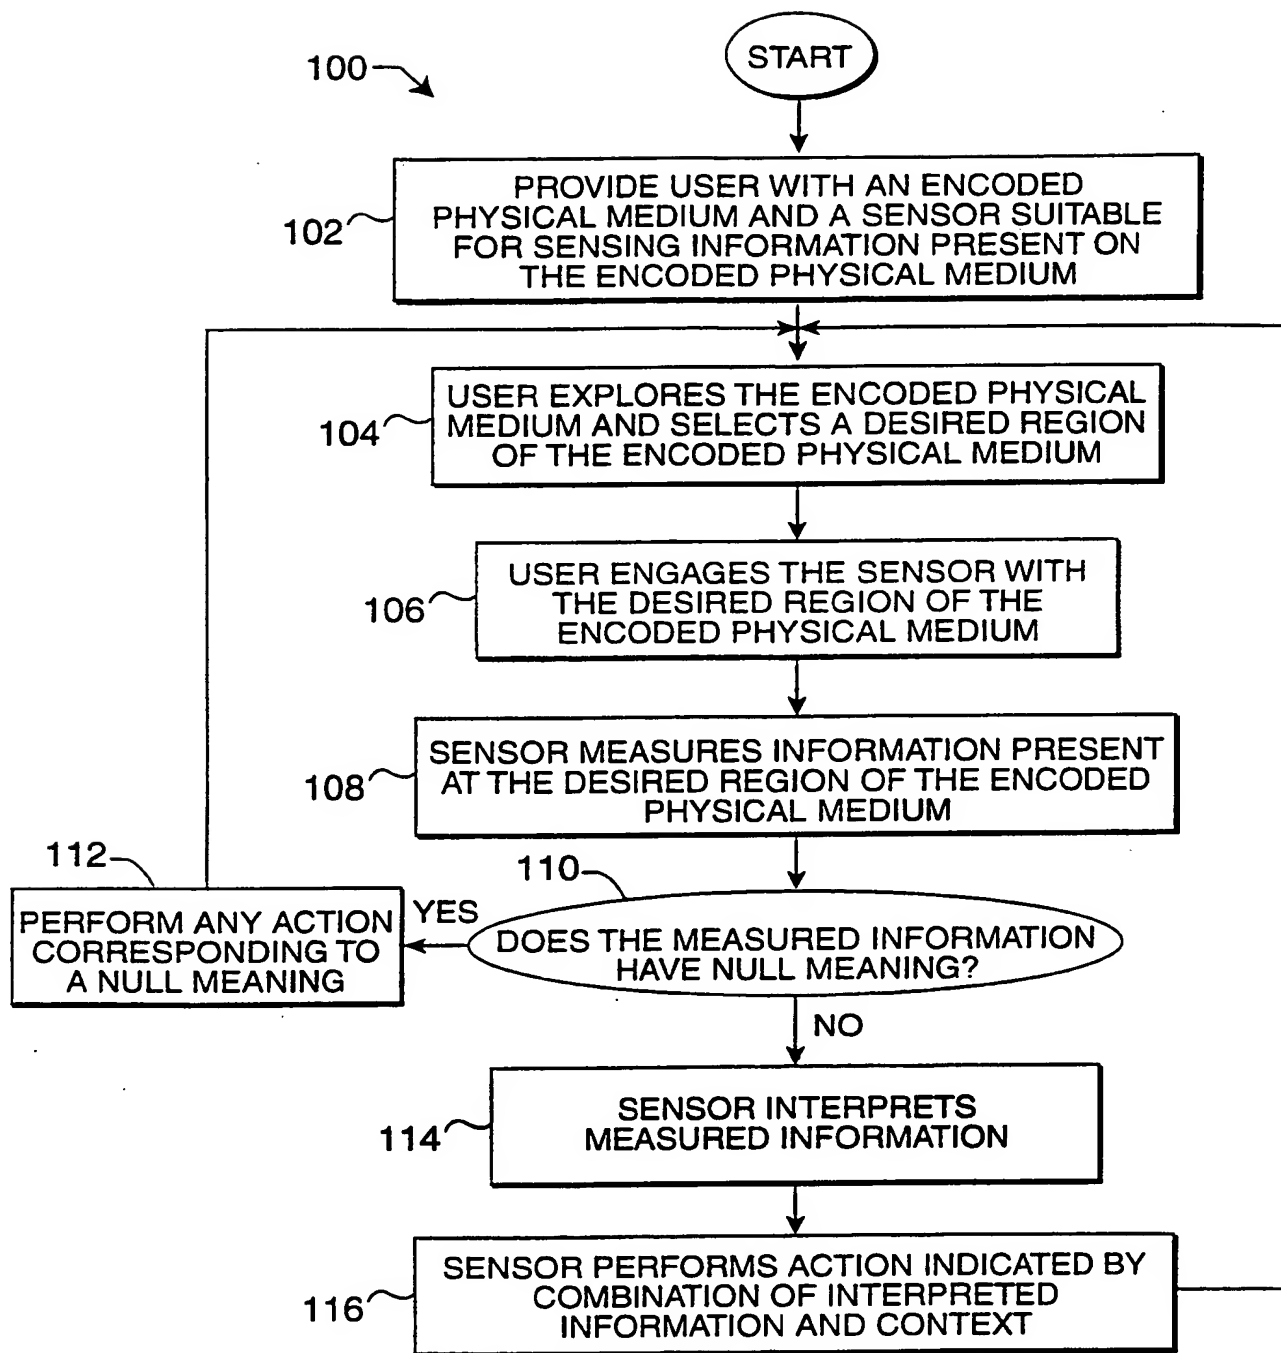 START
100
PROVIDE USER WITH AN ENCODED
PHYSICAL MEDIUM AND A SENSOR SUITABLE
FOR SENSING INFORMATION PRESENT ON
THE ENCODED PHYSICAL MEDIUM
102
USER EXPLORES THE ENCODED PHYSICAL
MEDIUM AND SELECTS A DESIRED REGION
OF THE ENCODED PHYSICAL MEDIUM
104
USER ENGAGES THE SENSOR WITH
THE DESIRED REGION OF THE
ENCODED PHYSICAL MEDIUM
106
SENSOR MEASURES INFORMATION PRESENT
AT THE DESIRED REGION OF THE ENCODED
PHYSICAL MEDIUM
108
110
DOES THE MEASURED INFORMATION
HAVE NULL MEANING?
YES
112
PERFORM ANY ACTION
CORRESPONDING TO
A NULL MEANING
NO
SENSOR INTERPRETS
MEASURED INFORMATION
114
SENSOR PERFORMS ACTION INDICATED BY
COMBINATION OF INTERPRETED
INFORMATION AND CONTEXT
116